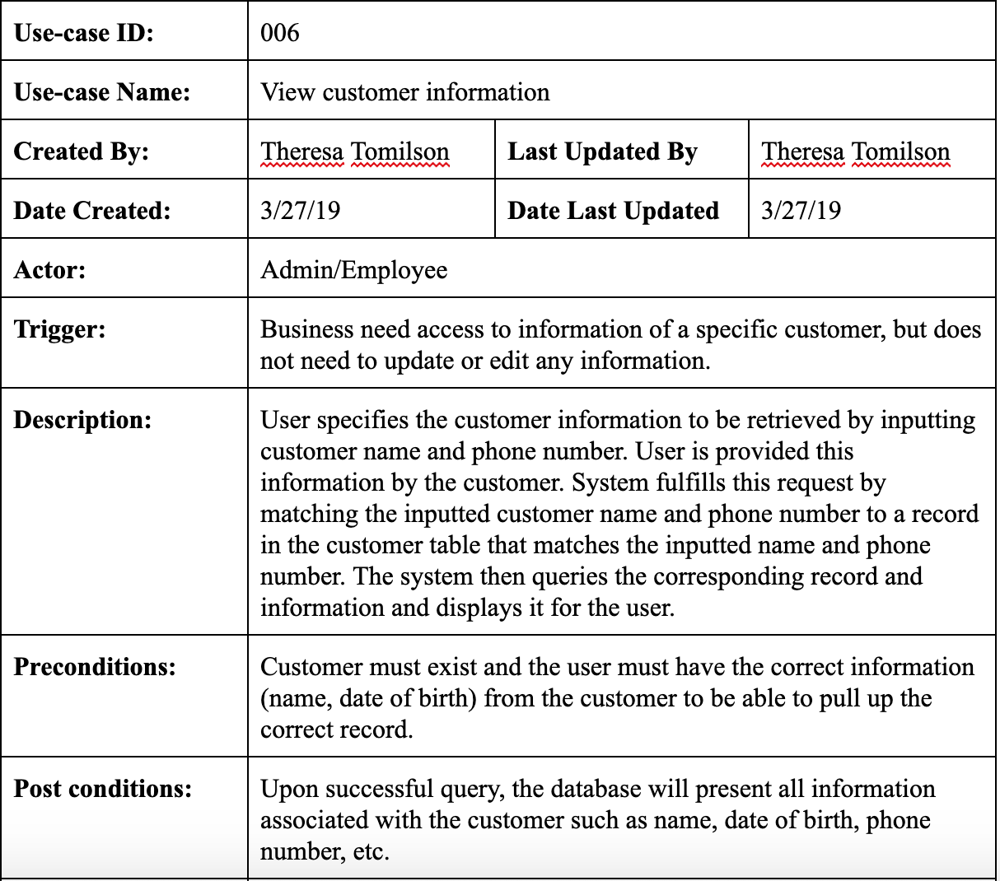 Use-case ID: 006
Use-case Name: View customer information
Created By: Theresa Tomilson Last Updated By Theresa Tomilson
Date Created: 3/27/19 Date Last Updated 3/27/19
Actor: Admin/Employee
Trigger: Business need access to information of a specific customer, but does
not need to update or edit any information.
Description: User specifies the customer information to be retrieved by inputting
customer name and phone number. User is provided this
information by the customer. System fulfills this request by
matching the inputted customer name and phone number to a record
in the customer table that matches the inputted name and phone
number. The system then queries the corresponding record and
information and displays it for the user.
Preconditions: Customer must exist and the user must have the correct information
(name, date of birth) from the customer to be able to pull up the
correct record.
Post conditions: Upon successful query, the database will present all information
associated with the customer such as name, date of birth, phone
number, etc.